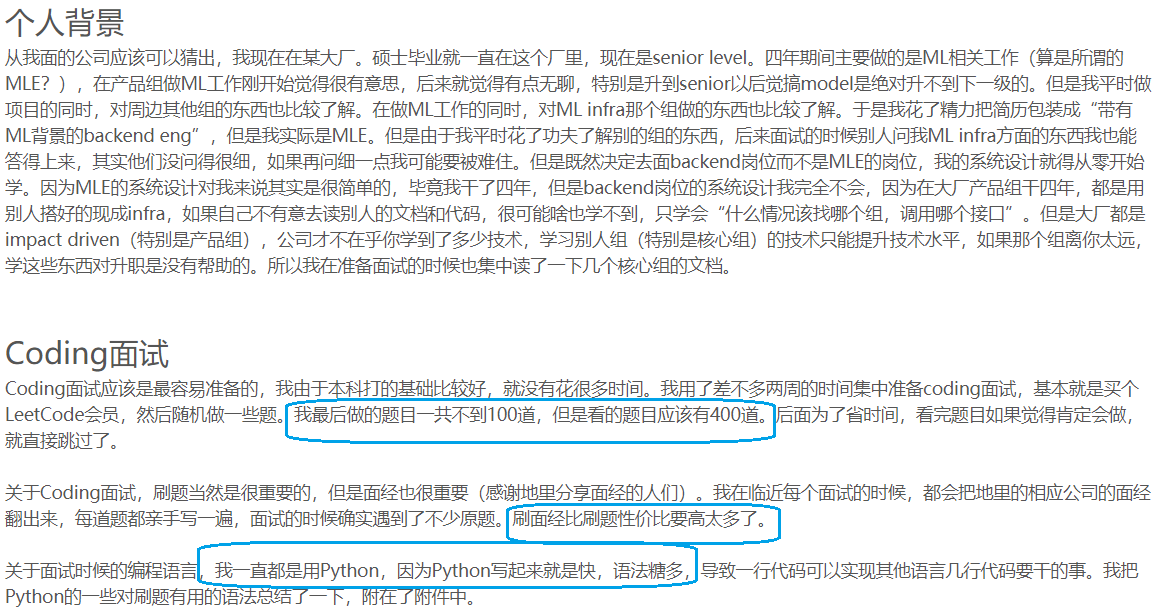 个人背景
从我面的公司应该可以猜出，我现在在某大厂。硕士毕业就一直在这个厂里，现在是senior level。四年期间主要做的是ML相关工作（算是所谓的
MLE？），在产品组做ML工作刚开始觉得很有意思，后来就觉得有点无聊，特别是升到senior以后觉搞model是绝对升不到下一级的。但是我平时做
项目的同时，对周边其他组的东西也比较了解。在做ML工作的同时，对ML infra那个组做的东西也比较了解。于是我花了精力把简历包装成“带有
ML背景的backend eng”，但是我实际是MLE。但是由于我平时花了功夫了解别的组的东西，后来面试的时候别人问我ML infra方面的东西我也能
答得上来，其实他们没问得很细，如果再问细一点我可能要被难住。但是既然决定去面backend岗位而不是MLE的岗位，我的系统设计就得从零开始
学。因为MLE的系统设计对我来说其实是很简单的，毕竟我干了四年，但是backend岗位的系统设计我完全不会，因为在大厂产品组干四年，都是用
别人搭好的现成infra，如果自己不有意去读别人的文档和代码，很可能啥也学不到，只学会“什么情况该找哪个组，调用哪个接口”。但是大厂都是
impact driven（特别是产品组），公司才不在乎你学到了多少技术，学习别人组（特别是核心组）的技术只能提升技术水平，如果那个组离你太远，
学这些东西对升职是没有帮助的。所以我在准备面试的时候也集中读了一下几个核心组的文档。
Coding面试
Coding面试应该是最容易准备的，我由于本科打的基础比较好，就没有花很多时间。我用了差不多两周的时间集中准备coding面试，基本就是买个
LeetCode会员，然后随机做一些题。我最后做的题目一共不到100道，但是看的题目应该有400道。后面为了省时间，看完题目如果觉得肯定会做，
就直接跳过了。
关于Coding面试，刷题当然是很重要的，但是面经也很重要（感谢地里分享面经的人们）。我在临近每个面试的时候，都会把地里的相应公司的面经
翻出来，每道题都亲手写一遍，面试的时候确实遇到了不少原题。刷面经比刷题性价比要高太多了。
关于面试时候的编程语言，我一直都是用Python，因为Python写起来就是快，语法糖多，导致一行代码可以实现其他语言几行代码要干的事。我把
Python的一些对刷题有用的语法总结了一下，附在了附件中。